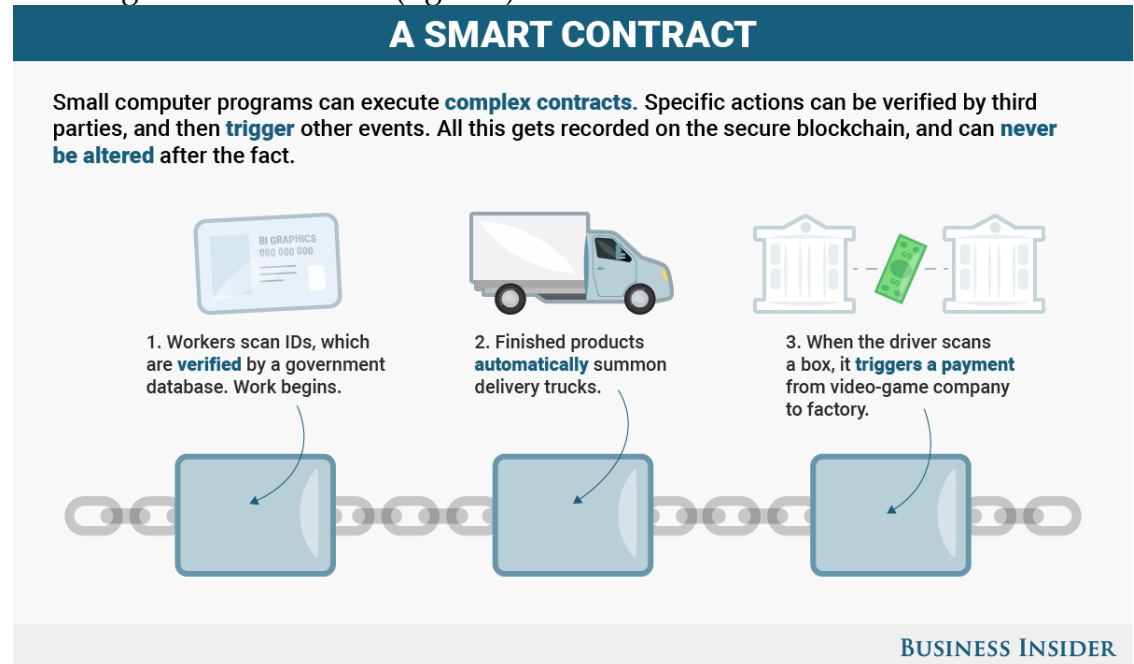 A SMART CONTRACT
Small computer programs can execute complex contracts. Specific actions can be verified by third
parties, and then trigger other events. All this gets recorded on the secure blockchain, and can never
be altered after the fact.
BI GRAPHICS
000 000 000
1. Workers scan IDs, which
are verified by a government
database. Work begins.
2. Finished products
automatically summon
delivery trucks.
3. When the driver scans
a box, it triggers a payment
from video-game company
to factory.
BUSINESS INSIDER